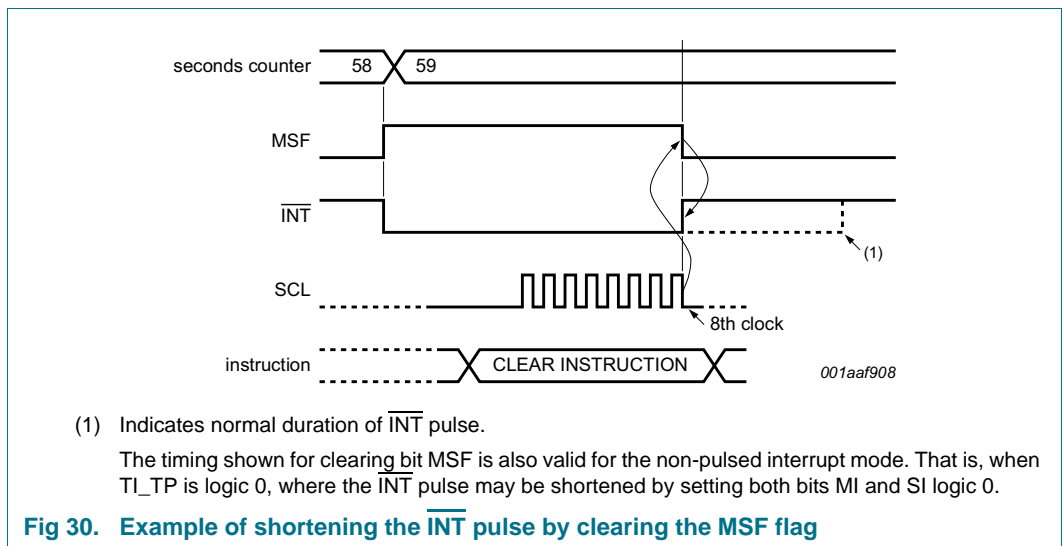 seconds counter 58 59
MSF
INT
(1)
SCL
8th clock
instruction CLEAR INSTRUCTION
001aaf908
(1) Indicates normal duration of INT pulse.
The timing shown for clearing bit MSF is also valid for the non-pulsed interrupt mode. That is, when
TI_TP is logic 0, where the INT pulse may be shortened by setting both bits MI and SI logic 0.
Fig 30. Example of shortening the INT pulse by clearing the MSF flag